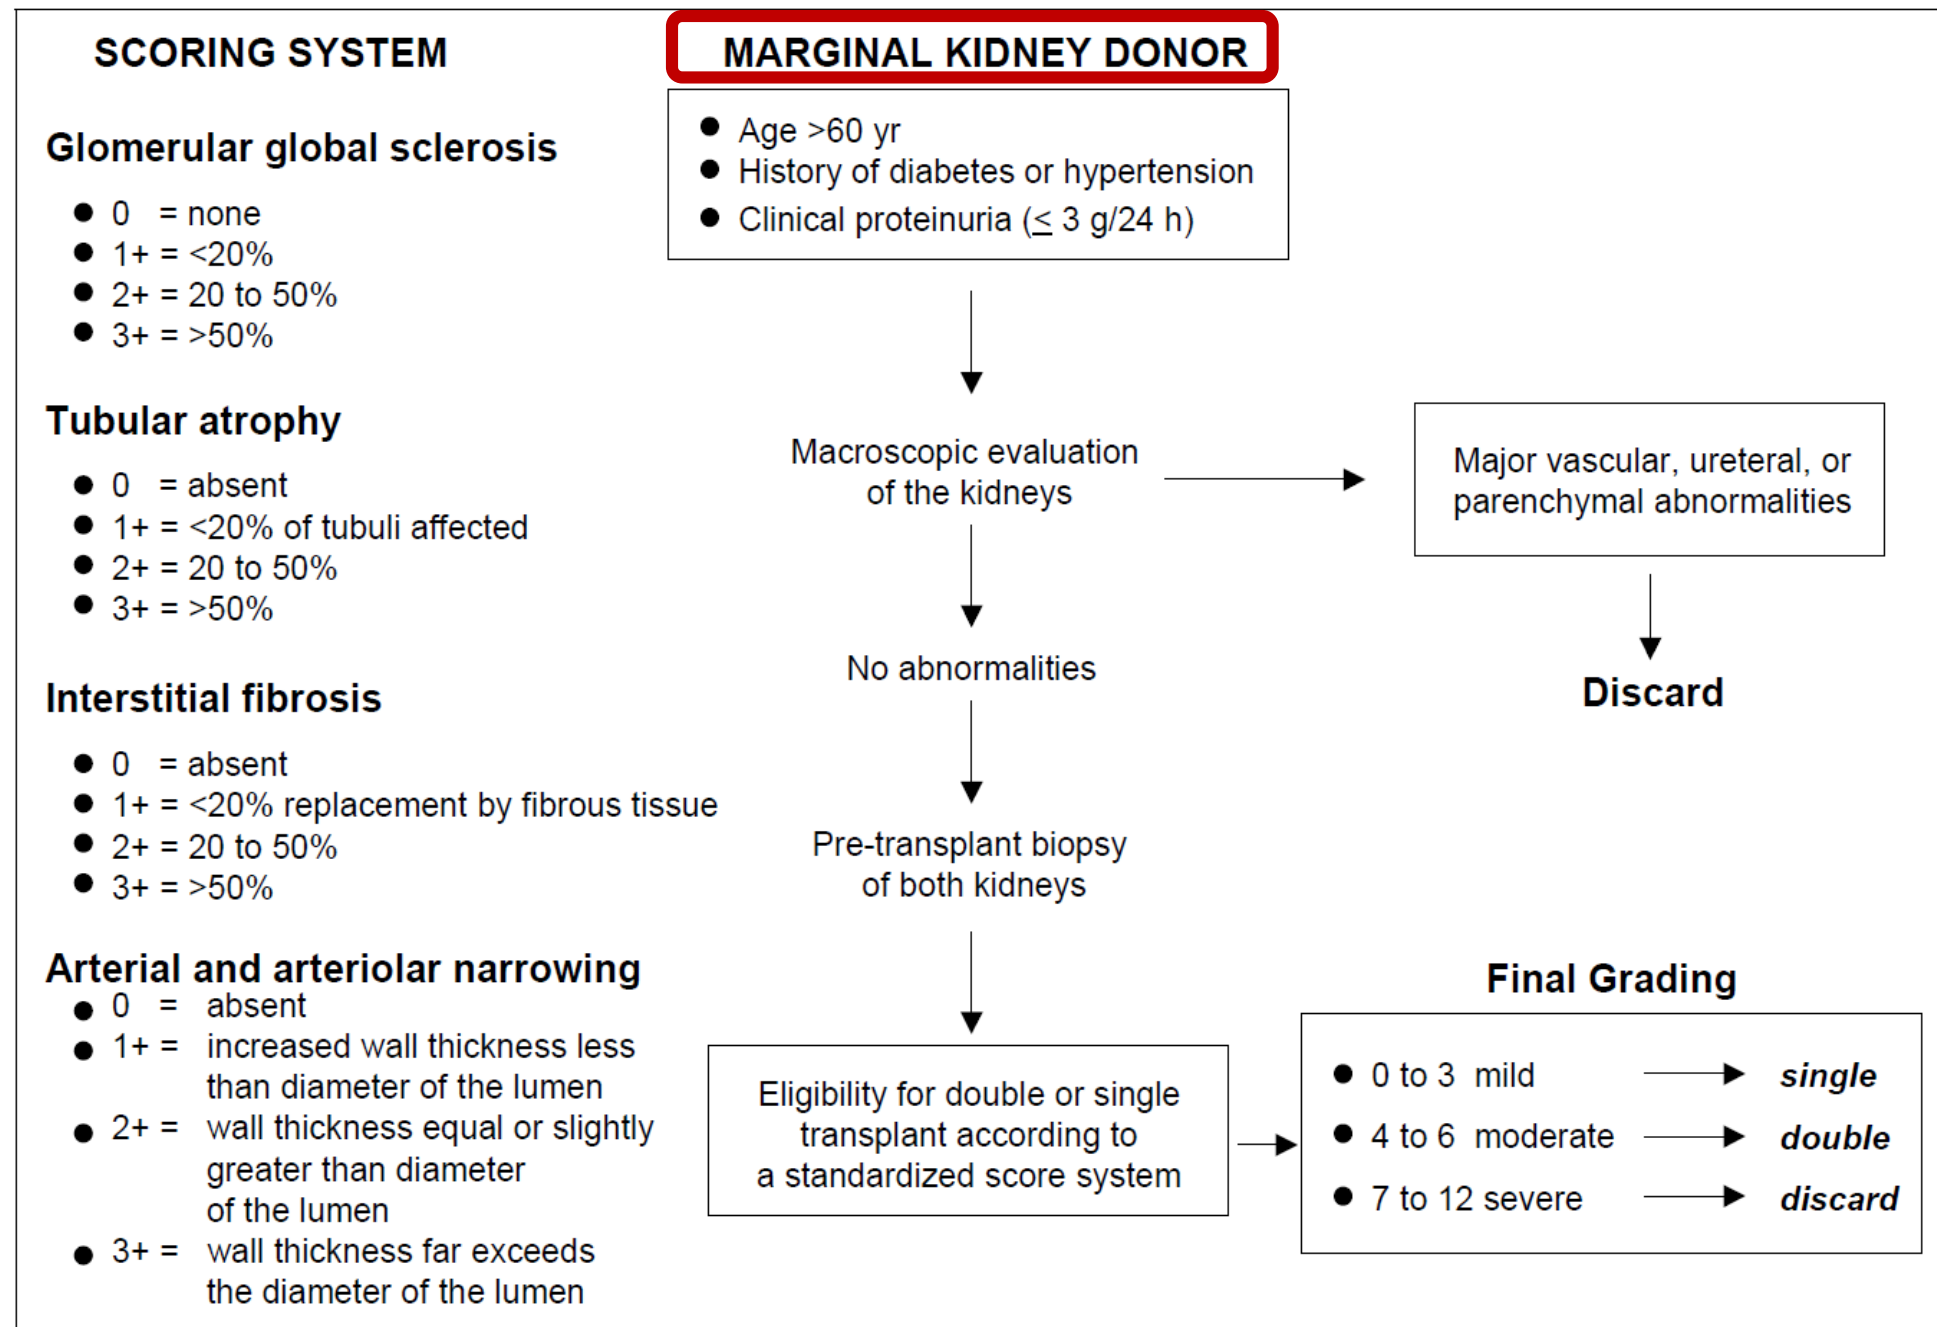 SCORING SYSTEM
Glomerular global sclerosis
● 0 = none
● 1+ = <20%
● 2+ = 20 to 50%
● 3+ = >50%
Tubular atrophy
● 0 = absent
● 1+ = <20% of tubuli affected
● 2+ = 20 to 50%
● 3+ = >50%
Interstitial fibrosis
● 0 = absent
● 1+ = <20% replacement by fibrous tissue
● 2+ = 20 to 50%
● 3+ = >50%
Arterial and arteriolar narrowing
● 0 = absent
● 1+ = increased wall thickness less
than diameter of the lumen
● 2+ = wall thickness equal or slightly
greater than diameter
of the lumen
● 3+ = wall thickness far exceeds
the diameter of the lumen
MARGINAL KIDNEY DONOR
● Age >60 yr
● History of diabetes or hypertension
● Clinical proteinuria (≤ 3 g/24 h)
Macroscopic evaluation
of the kidneys
Major vascular, ureteral, or
parenchymal abnormalities
Discard
No abnormalities
Pre-transplant biopsy
of both kidneys
Eligibility for double or single
transplant according to
a standardized score system
Final Grading
● 0 to 3 mild single
● 4 to 6 moderate double
● 7 to 12 severe discard